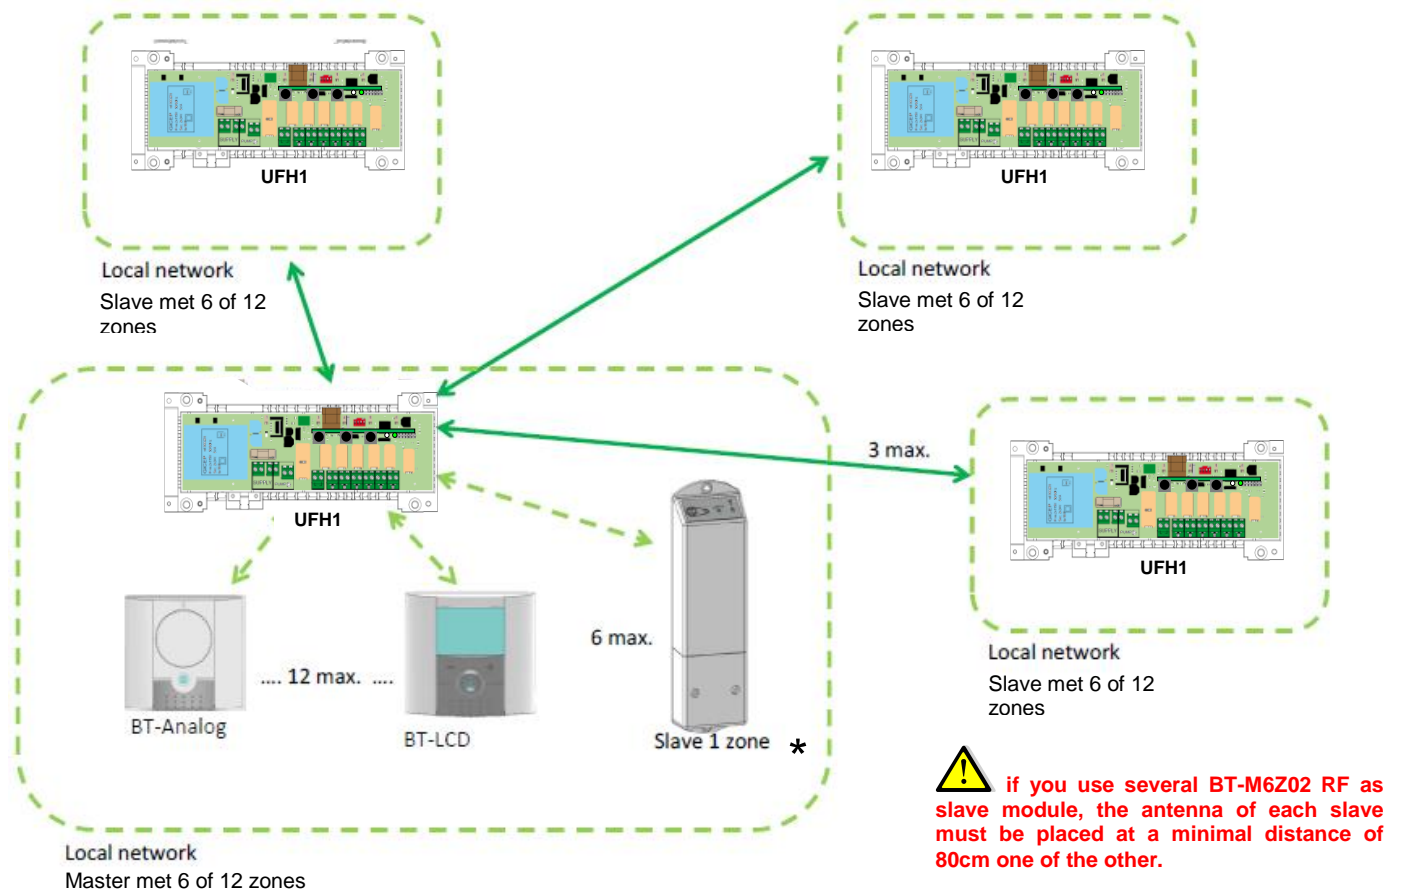 UFH1
UFH1
Local network
Slave met 6 of 12
zones
Local network
Slave met 6 of 12
zones
3 max.
UFH1
UFH1
6 max.
.... 12 max. ....
BT-Analog
BT-LCD
Slave 1 zone *
Local network
Slave met 6 of 12
zones
if you use several BT-M6Z02 RF as
slave module, the antenna of each slave
must be placed at a minimal distance of
80cm one of the other.
Local network
Master met 6 of 12 zones